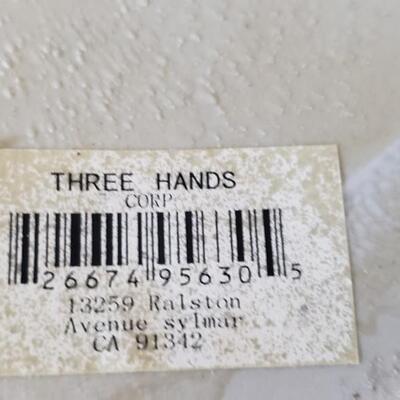 THREE HANDS
CORP
26674 95630 5
13259 Ralston
Avenue sylmar
CA 91342